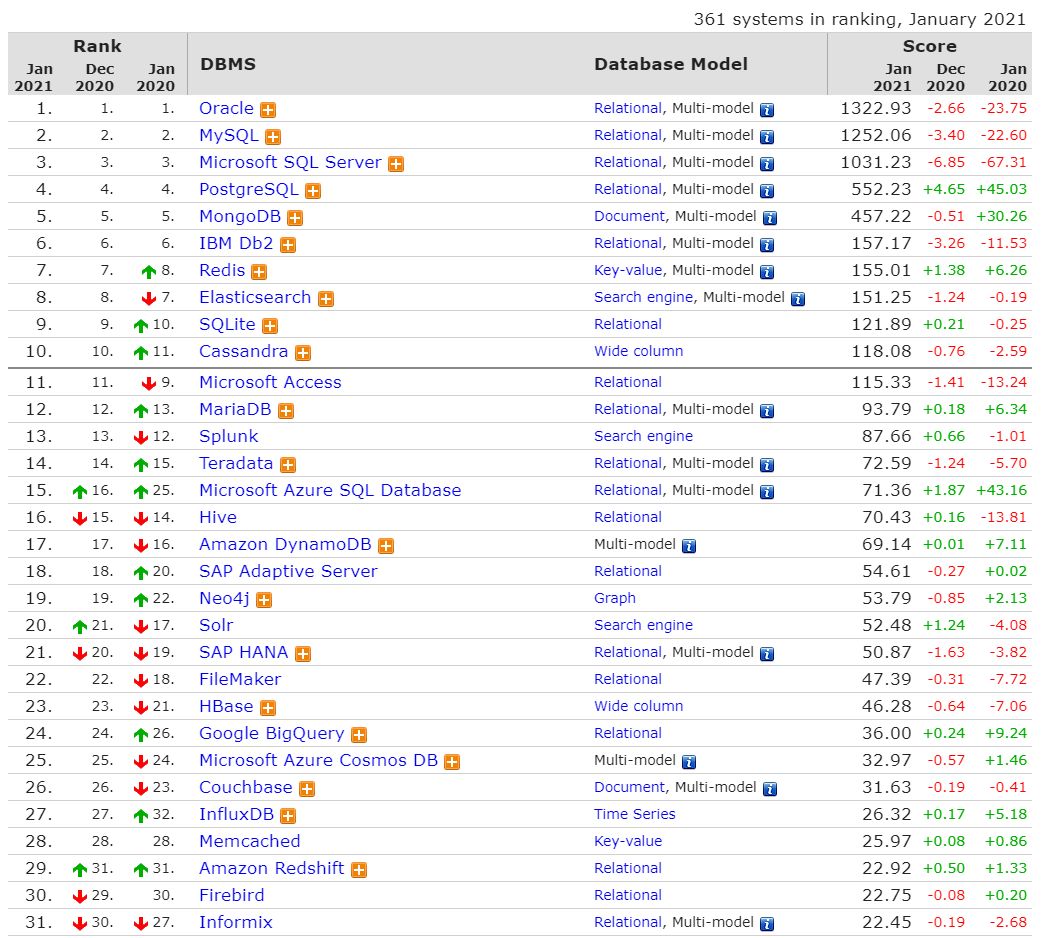 361 systems in ranking, January 2021
Rank DBMS Database Model Score
Jan 2021 Dec 2020 Jan 2020 Jan 2021 Dec 2020 Jan 2020
1. 1. 1. Oracle Relational, Multi-model 1322.93 -2.66 -23.75
2. 2. 2. MySQL Relational, Multi-model 1252.06 -3.40 -22.60
3. 3. 3. Microsoft SQL Server Relational, Multi-model 1031.23 -6.85 -67.31
4. 4. 4. PostgreSQL Relational, Multi-model 552.23 +4.65 +45.03
5. 5. 5. MongoDB Document, Multi-model 457.22 -0.51 +30.26
6. 6. 6. IBM Db2 Relational, Multi-model 157.17 -3.26 -11.53
7. 7. 8. Redis Key-value, Multi-model 155.01 +1.38 +6.26
8. 8. 7. Elasticsearch Search engine, Multi-model 151.25 -1.24 -0.19
9. 9. 10. SQLite Relational 121.89 +0.21 -0.25
10. 10. 11. Cassandra Wide column 118.08 -0.76 -2.59
11. 11. 9. Microsoft Access Relational 115.33 -1.41 -13.24
12. 12. 13. MariaDB Relational, Multi-model 93.79 +0.18 +6.34
13. 13. 12. Splunk Search engine 87.66 +0.66 -1.01
14. 14. 15. Teradata Relational, Multi-model 72.59 -1.24 -5.70
15. 16. 25. Microsoft Azure SQL Database Relational, Multi-model 71.36 +1.87 +43.16
16. 15. 14. Hive Relational 70.43 +0.16 -13.81
17. 17. 16. Amazon DynamoDB Multi-model 69.14 +0.01 +7.11
18. 18. 20. SAP Adaptive Server Relational 54.61 -0.27 +0.02
19. 19. 22. Neo4j Graph 53.79 -0.85 +2.13
20. 21. 17. Solr Search engine 52.48 +1.24 -4.08
21. 20. 19. SAP HANA Relational, Multi-model 50.87 -1.63 -3.82
22. 22. 18. FileMaker Relational 47.39 -0.31 -7.72
23. 23. 21. HBase Wide column 46.28 -0.64 -7.06
24. 24. 26. Google BigQuery Relational 36.00 +0.24 +9.24
25. 25. 24. Microsoft Azure Cosmos DB Multi-model 32.97 -0.57 +1.46
26. 26. 23. Couchbase Document, Multi-model 31.63 -0.19 -0.41
27. 27. 32. InfluxDB Time Series 26.32 +0.17 +5.18
28. 28. 28. Memcached Key-value 25.97 +0.08 +0.86
29. 31. 31. Amazon Redshift Relational 22.92 +0.50 +1.33
30. 29. 30. Firebird Relational 22.75 -0.08 +0.20
31. 30. 27. Informix Relational, Multi-model 22.45 -0.19 -2.68